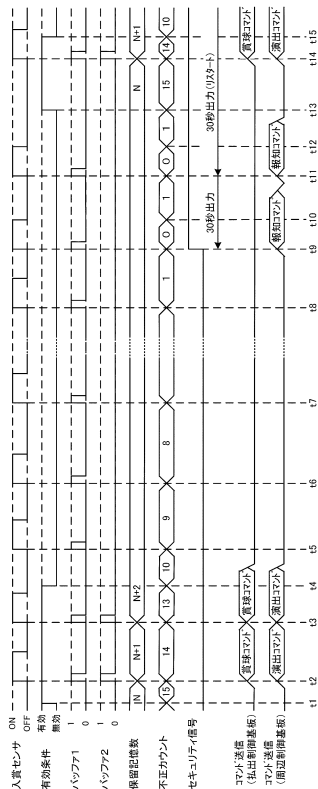 入賞センサ ON OFF
有効条件 有効 無効
バッファ1 1 0
バッファ2 1 0
保留記憶数 N N+1 N+2 N N+1
不正カウント 15 14 13 10 9 8 1 0 1 0 1 15 14 10
セキュリティ信号 30秒出力 30秒出力(リスタート)
コマンド送信
(払出制御基板) 賞球コマンド 賞球コマンド 賞球コマンド
コマンド送信
(周辺制御基板) 演出コマンド 演出コマンド 報知コマンド 報知コマンド 演出コマンド
t1 t2 t3 t4 t5 t6 t7 t8 t9 t10 t11 t12 t13 t14 t15